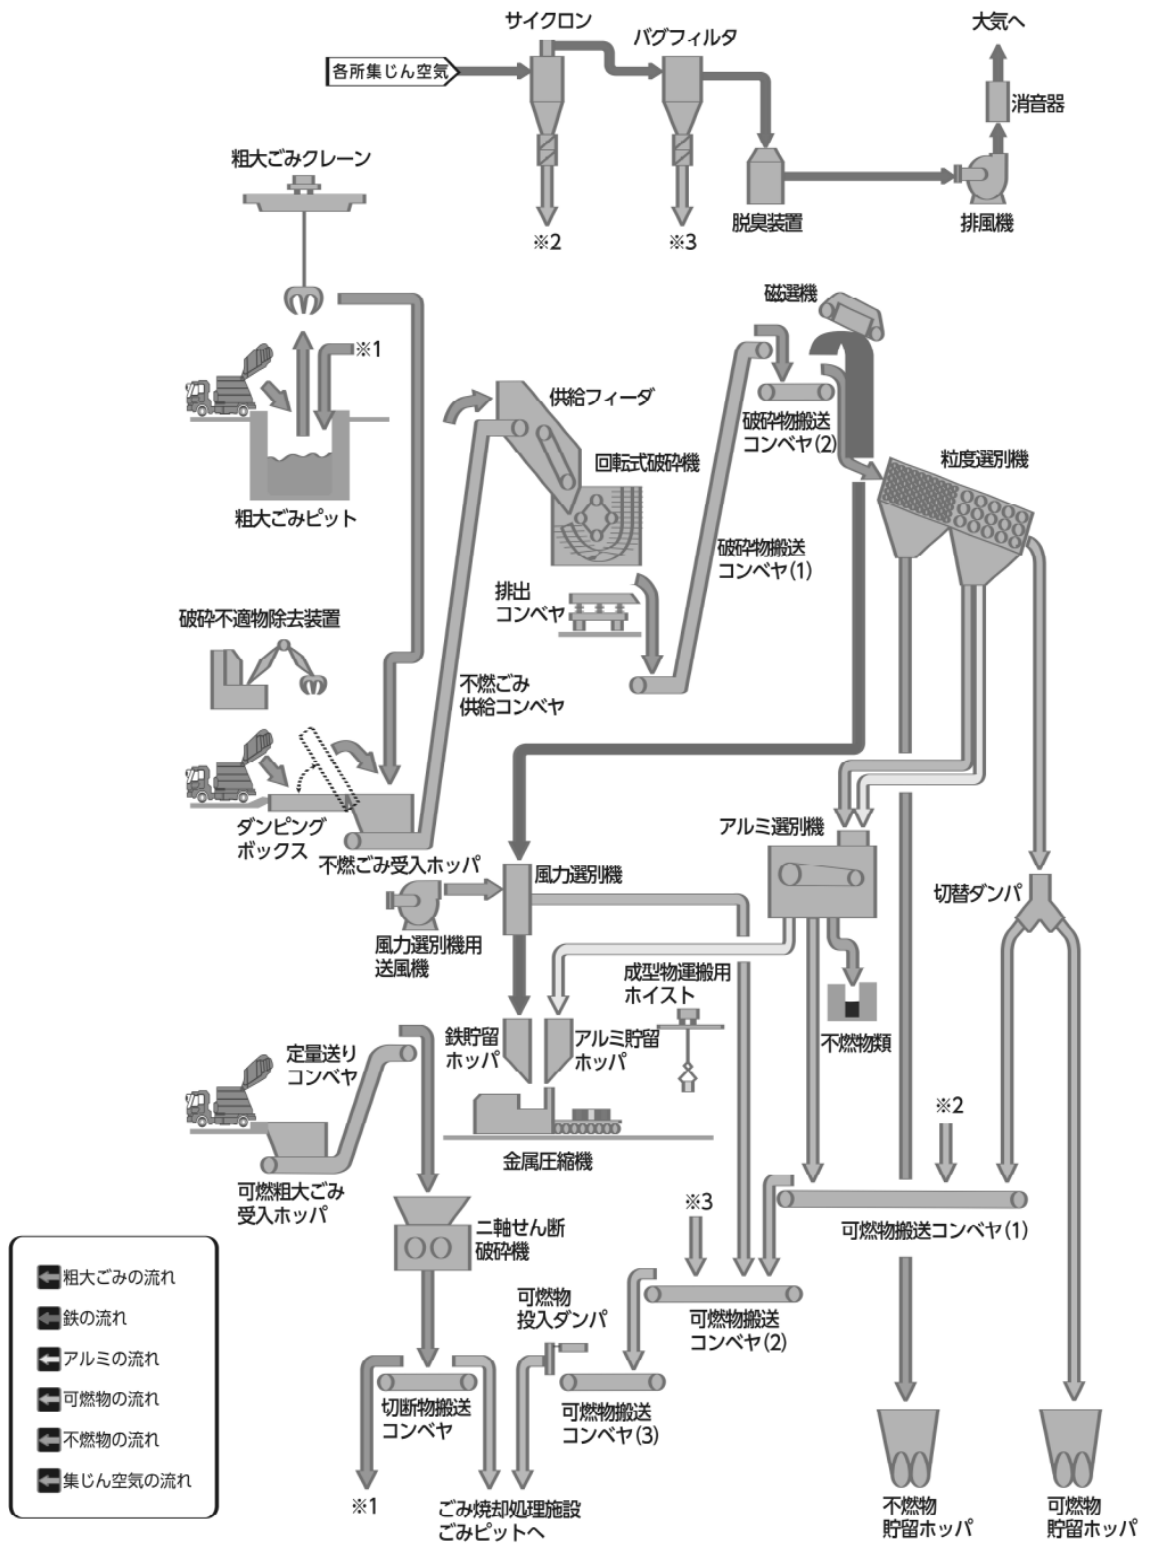 サイクロン
バグフィルタ
大気へ
各所集じん空気
消音器
粗大ごみクレーン
※2
※3
脱臭装置
排風機
磁選機
※1
供給フィーダ
破砕物搬送
コンベヤ(2)
粒度選別機
回転式破砕機
粗大ごみピット
破砕物搬送
コンベヤ(1)
排出
コンベヤ
破砕不適物除去装置
不燃ごみ
供給コンベヤ
ダンピング
ボックス
不燃ごみ受入ホッパ
アルミ選別機
風力選別機
切替ダンパ
風力選別機用
送風機
成型物運搬用
ホイスト
鉄貯留
ホッパ
アルミ貯留
ホッパ
不燃物類
定量送り
コンベヤ
※2
金属圧縮機
可燃粗大ごみ
受入ホッパ
※3
可燃物搬送コンベヤ(1)
二軸せん断
破砕機
可燃物
投入ダンパ
可燃物搬送
コンベヤ(2)
切断物搬送
コンベヤ
可燃物搬送
コンベヤ(3)
※1
ごみ焼却処理施設
ごみピットへ
不燃物
貯留ホッパ
可燃物
貯留ホッパ
粗大ごみの流れ
鉄の流れ
アルミの流れ
可燃物の流れ
不燃物の流れ
集じん空気の流れ